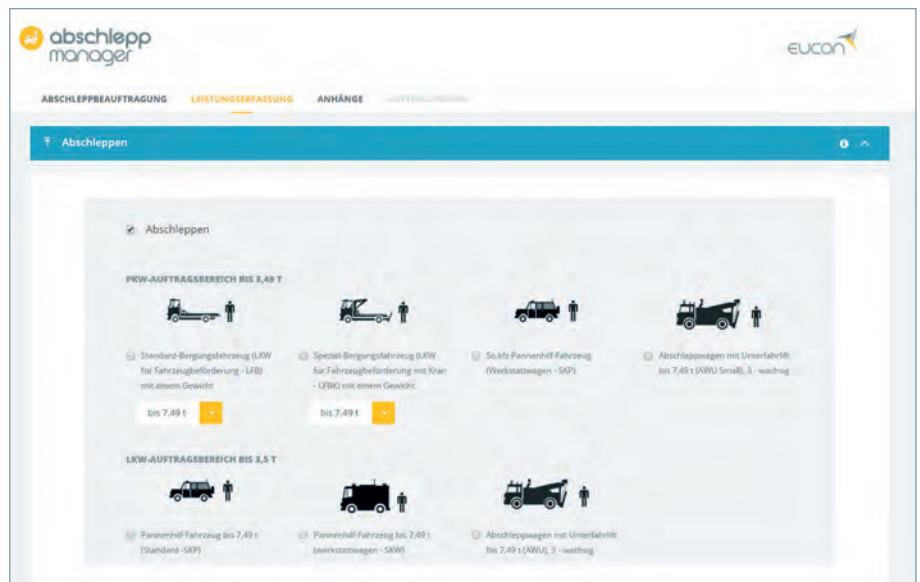 abschlepp
manager
eucon
ABSCHLEPPBEAUFTRAGUNG LEISTUNGSERFASSUNG ANHÄNGE
Abschleppen
Abschleppen
PKW-AUFTRAGSBEREICH BIS 3,49 T
Standard-Bergungsfahrzeug (LKW
für Fahrzeugbeförderung - LFB)
mit einem Gewicht
bis 7,49 t
Spezial-Bergungsfahrzeug (LKW
für Fahrzeugbeförderung mit Kran
- LFBK) mit einem Gewicht
bis 7,49 t
So.kfz Pannenhilf-Fahrzeug
(Werkstattwagen - SKP)
Abschleppwagen mit Unterfahrlift
bis 7,49 t (AWU Small), 3 - wachsig
LKW-AUFTRAGSBEREICH BIS 3,5 T
Pannenhilf-Fahrzeug bis 7,49 t
(Standard -SKP)
Pannenhilf-Fahrzeug bis 7,49 t
(werkstattwagen - SKW)
Abschleppwagen mit Unterfahrlift
bis 7,49 t (AWU), 3 - wachsig